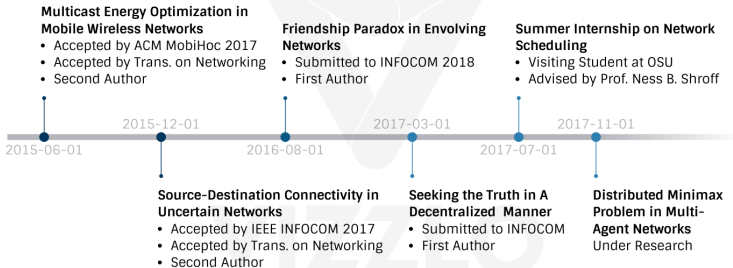 Multicast Energy Optimization in
Mobile Wireless Networks
• Accepted by ACM MobiHoc 2017
• Accepted by Trans. on Networking
• Second Author
Friendship Paradox in Envolving
Networks
• Submitted to INFOCOM 2018
• First Author
Summer Internship on Network
Scheduling
• Visiting Student at OSU
• Advised by Prof. Ness B. Shroff
2015-12-01
2017-03-01
2017-11-01
2015-06-01
2016-08-01
2017-07-01
Source-Destination Connectivity in
Uncertain Networks
• Accepted by IEEE INFOCOM 2017
• Accepted by Trans. on Networking
• Second Author
Seeking the Truth in A
Decentralized Manner
• Submitted to INFOCOM
• First Author
Distributed Minimax
Problem in Multi-
Agent Networks
Under Research